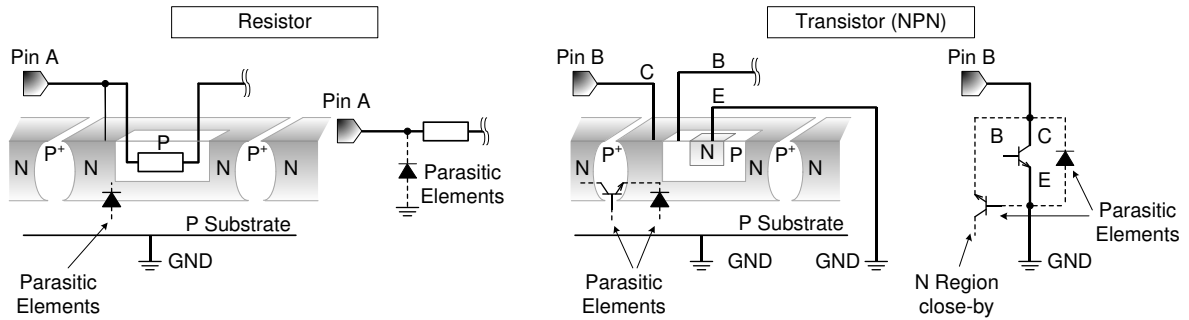 Resistor
Pin A
N
P+
N
P
N
P+
N
Parasitic
Elements
P Substrate
GND
Pin A
Parasitic
Elements
Transistor (NPN)
Pin B
C
B
E
N
P+
N
N
P
P+
N
P Substrate
Parasitic
Elements
GND
GND
Pin B
B
C
E
Parasitic
Elements
GND
N Region
close-by